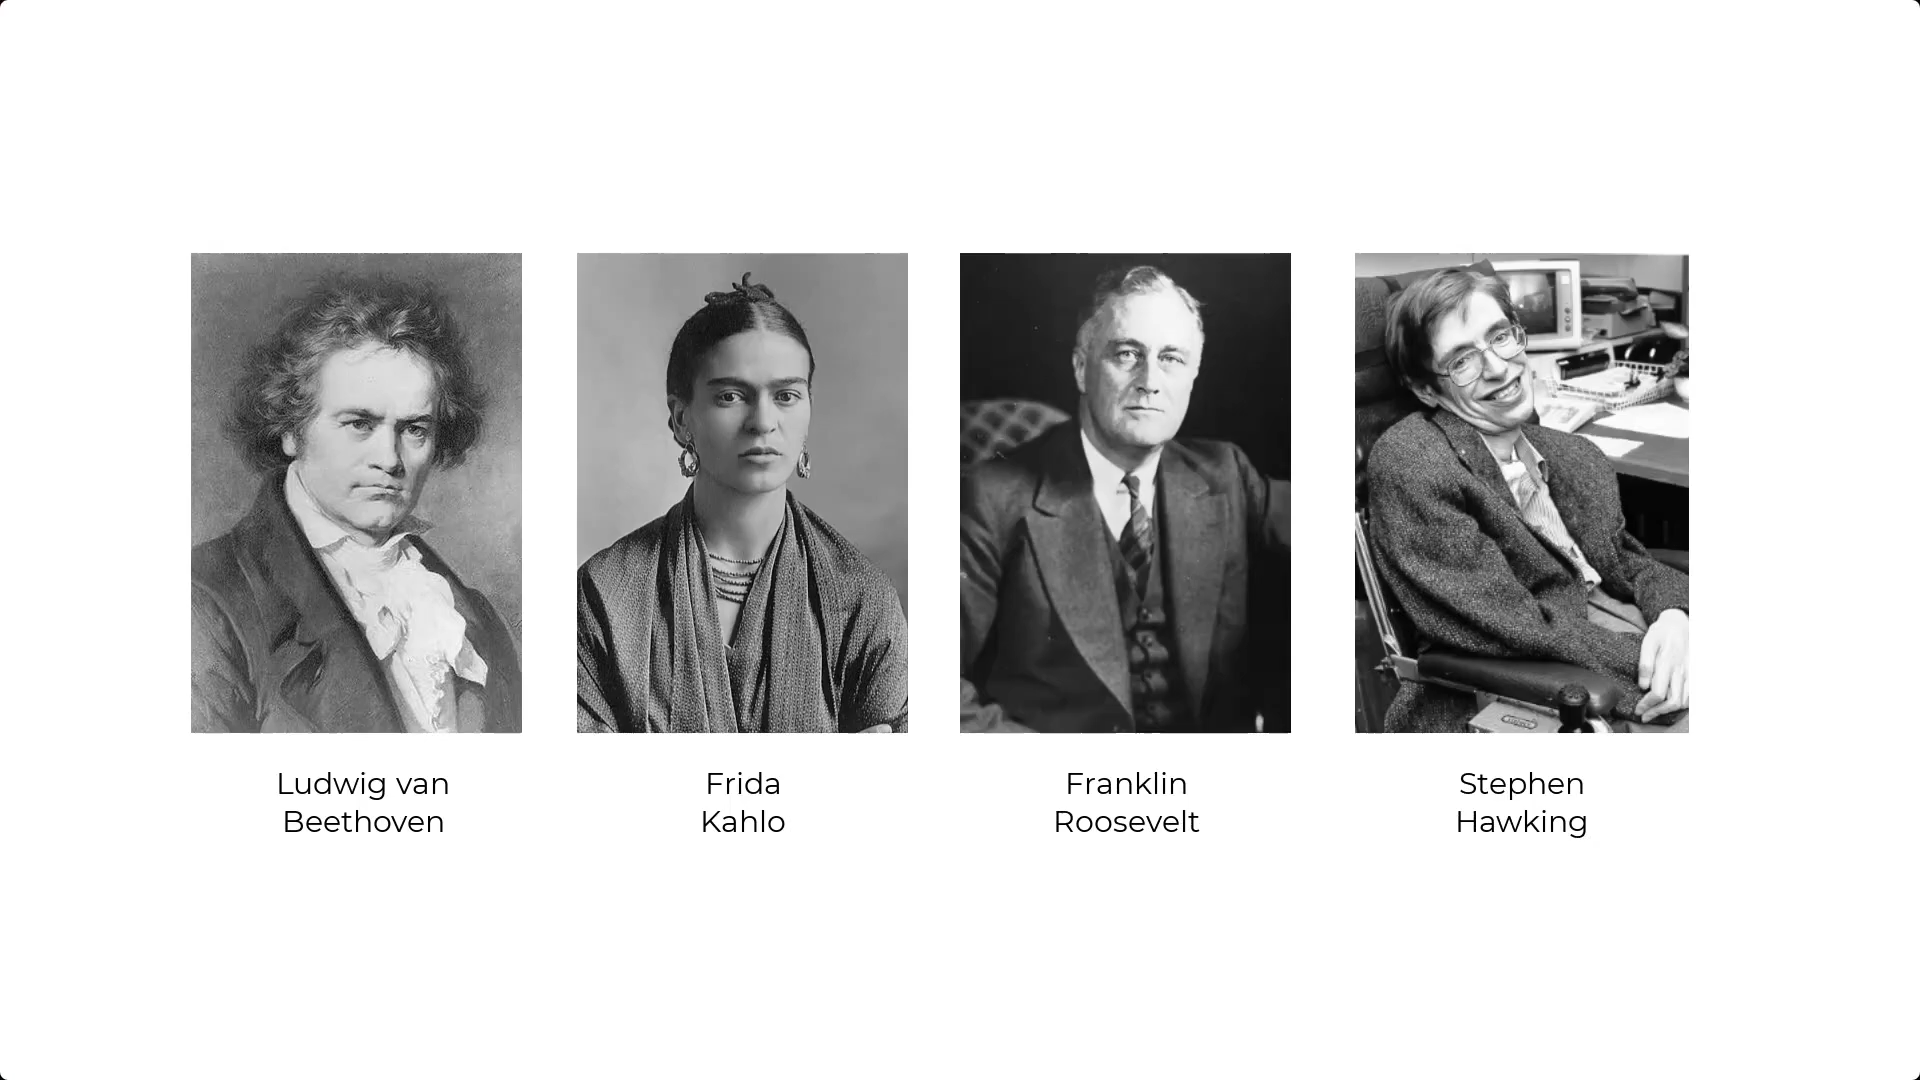 Ludwig van
Beethoven
Frida
Kahlo
Franklin
Roosevelt
Stephen
Hawking